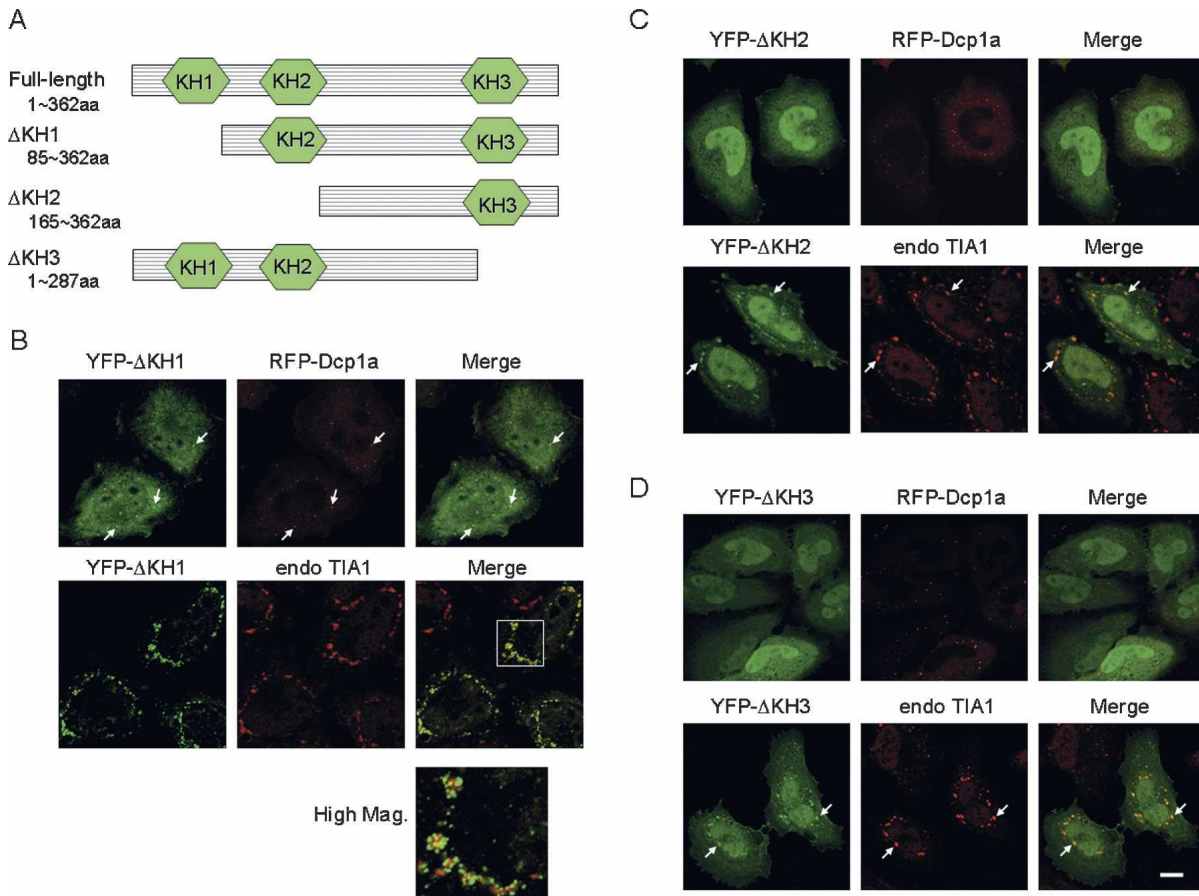 A
Full-length
1~362aa
KH1
KH2
KH3
ΔKH1
85~362aa
KH2
KH3
ΔKH2
165~362aa
KH3
ΔKH3
1~287aa
KH1
KH2
B
YFP-ΔKH1
RFP-Dcp1a
Merge
YFP-ΔKH1
endo TIA1
Merge
High Mag.
C
YFP-ΔKH2
RFP-Dcp1a
Merge
YFP-ΔKH2
endo TIA1
Merge
D
YFP-ΔKH3
RFP-Dcp1a
Merge
YFP-ΔKH3
endo TIA1
Merge